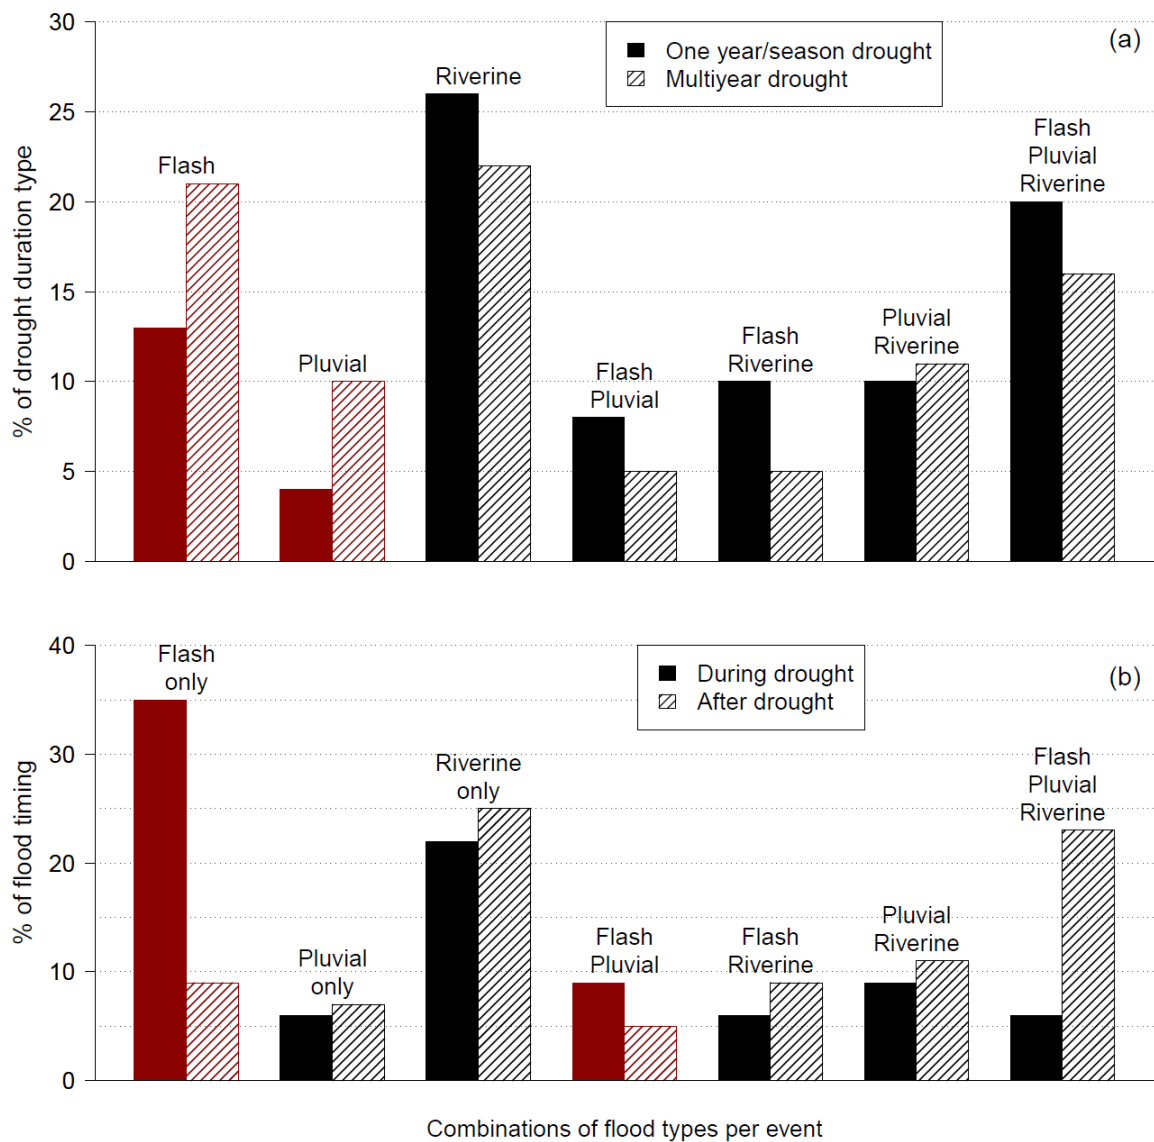 (a)
One year/season drought
Multiyear drought
% of drought duration type
30
25
20
15
10
5
0
Flash
Pluvial
Riverine
Flash
Pluvial
Flash
Riverine
Pluvial
Riverine
Flash
Pluvial
Riverine
(b)
During drought
After drought
% of flood timing
40
30
20
10
0
Flash
only
Pluvial
only
Riverine
only
Flash
Pluvial
Flash
Riverine
Pluvial
Riverine
Flash
Pluvial
Riverine
Combinations of flood types per event